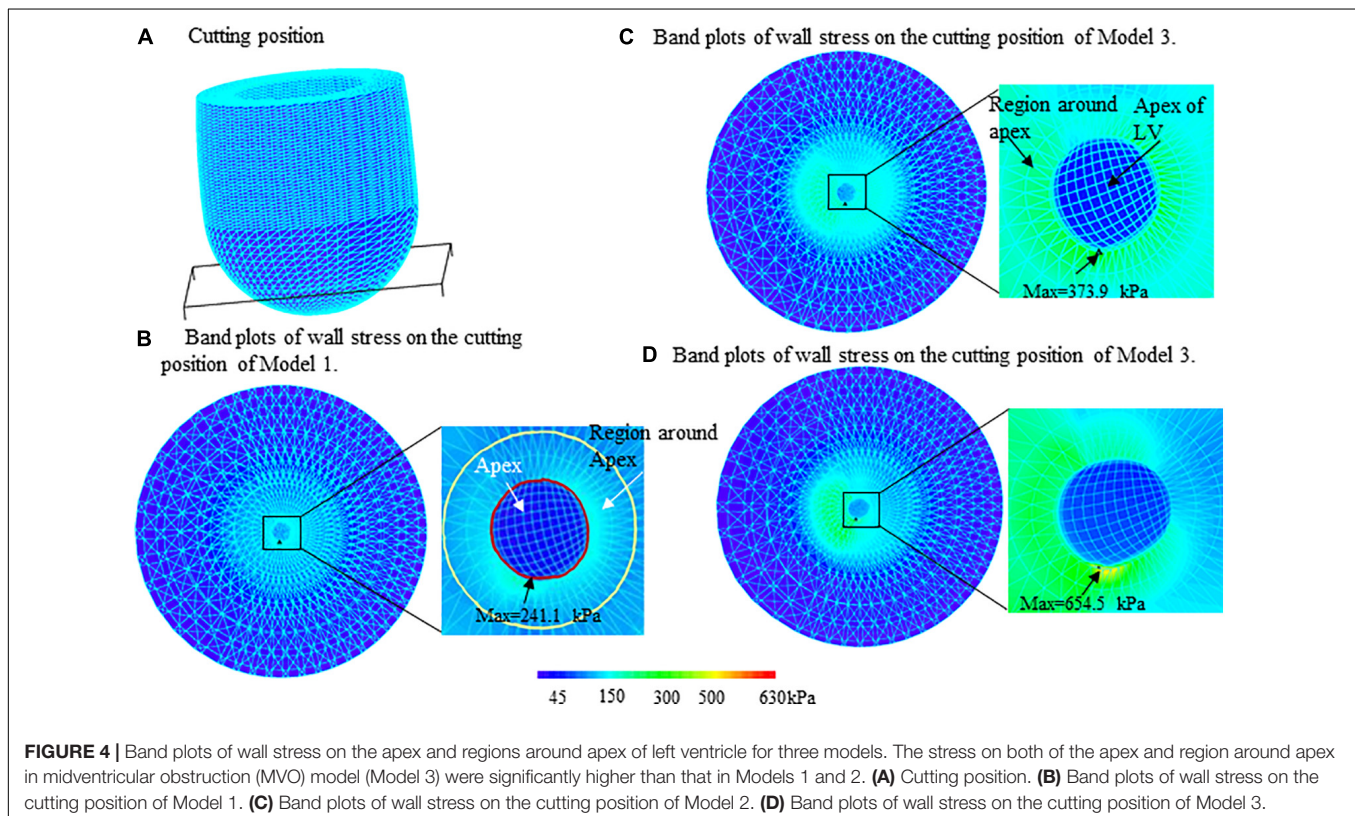 A Cutting position
C Band plots of wall stress on the cutting position of Model 3.
Region around
apex
Apex of
LV
Max=373.9 kPa
B Band plots of wall stress on the cutting
position of Model 1.
Apex
Region around
Apex
Max=241.1 kPa
D Band plots of wall stress on the cutting position of Model 3.
Max=654.5 kPa
45 150 300 500 630kPa
FIGURE 4 | Band plots of wall stress on the apex and regions around apex of left ventricle for three models. The stress on both of the apex and region around apex
in midventricular obstruction (MVO) model (Model 3) were significantly higher than that in Models 1 and 2. (A) Cutting position. (B) Band plots of wall stress on the
cutting position of Model 1. (C) Band plots of wall stress on the cutting position of Model 2. (D) Band plots of wall stress on the cutting position of Model 3.